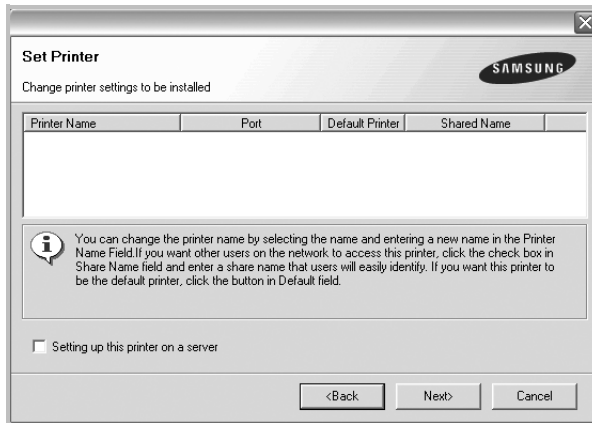 Set Printer
Change printer settings to be installed
SAMSUNG
Printer Name Port Default Printer Shared Name
You can change the printer name by selecting the name and entering a new name in the Printer
Name Field.If you want other users on the network to access this printer, click the check box in
Share Name field and enter a share name that users will easily identify. If you want this printer to
be the default printer, click the button in Default field.
Setting up this printer on a server
<Back Next> Cancel